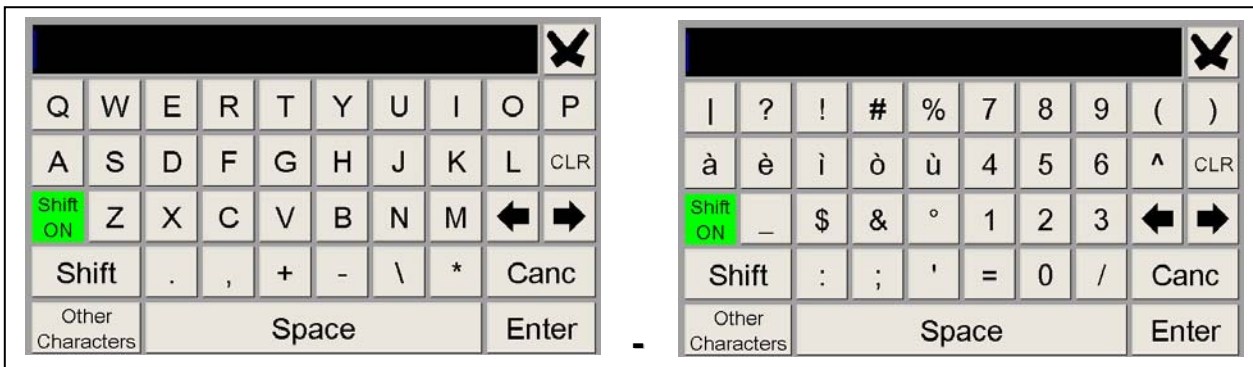 Q W E R T Y U I O P
A S D F G H J K L CLR
Shift
ON Z X C V B N M
Shift . , + - \ * Canc
Other
Characters Space Enter
-
| ? ! # % 7 8 9 ( )
à è ì ò ù 4 5 6 ^ CLR
Shift
ON _ $ & ° 1 2 3
Shift : ; ' = 0 / Canc
Other
Characters Space Enter